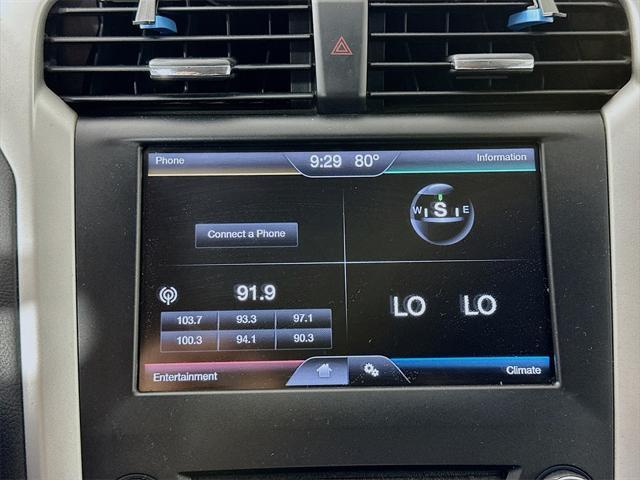 Phone 9:29 80° Information
W S E
Connect a Phone
91.9
103.7 93.3 97.1
100.3 94.1 90.3
LO LO
Entertainment Climate